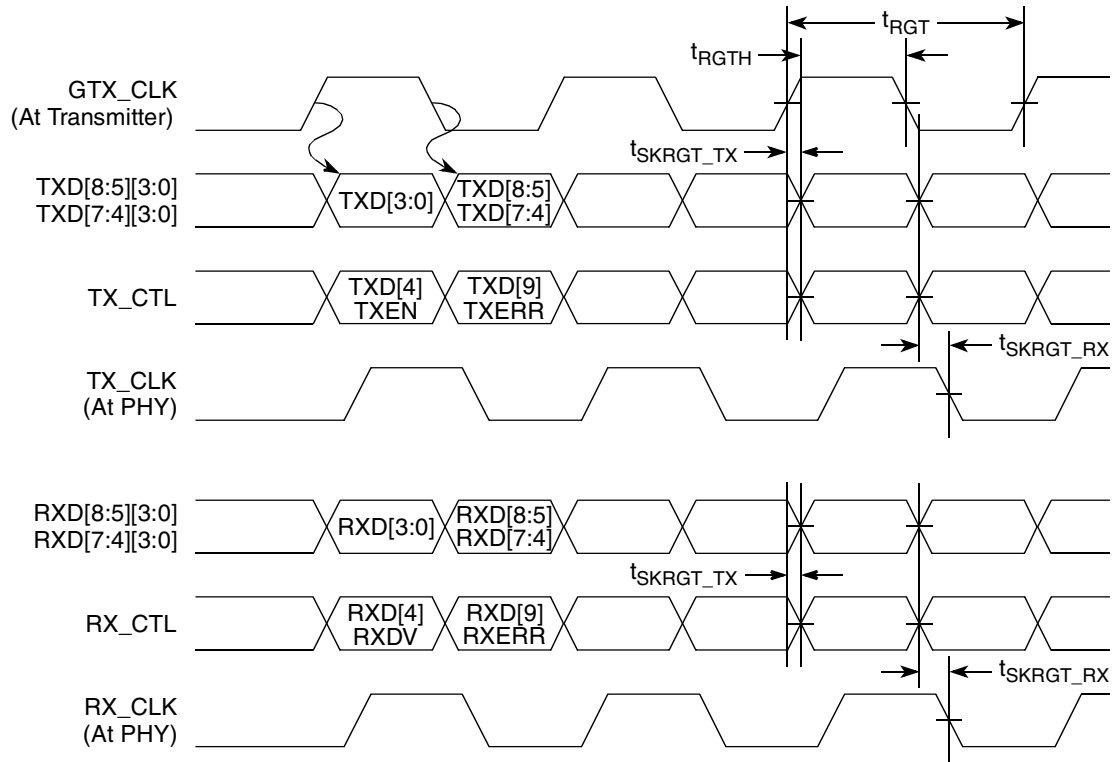 tRGT
tRGTH
GTX_CLK
(At Transmitter)
tSKRGT_TX
TXD[8:5][3:0]
TXD[7:4][3:0]
TXD[3:0]
TXD[8:5]
TXD[7:4]
TX_CTL
TXD[4]
TXEN
TXD[9]
TXERR
tSKRGT_RX
TX_CLK
(At PHY)
RXD[8:5][3:0]
RXD[7:4][3:0]
RXD[3:0]
RXD[8:5]
RXD[7:4]
tSKRGT_TX
RX_CTL
RXD[4]
RXDV
RXD[9]
RXERR
tSKRGT_RX
RX_CLK
(At PHY)